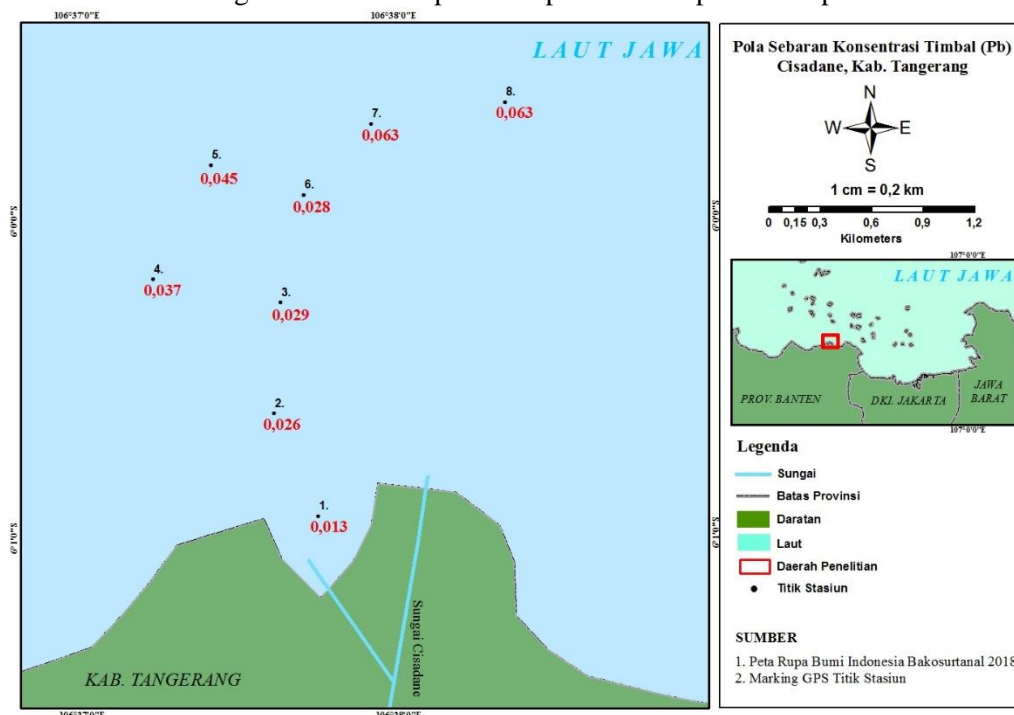 106°37'0"E
106°38'0"E
LAUT JAWA
8.
0,063
7.
0,063
5.
0,045
6.
0,028
6°0'0"S
6°0'0"S
4.
0,037
3.
0,029
2.
0,026
1.
0,013
6°1'0"S
6°1'0"S
Sungai Cisadane
KAB. TANGERANG
106°37'0"E
106°38'0"E
Pola Sebaran Konsentrasi Timbal (Pb)
Cisadane, Kab. Tangerang
N
W
E
S
1 cm = 0,2 km
0 0,15 0,3 0,6 0,9 1,2
Kilometers
107°0'0"E
LAUT JAWA
PROV. BANTEN
DKI. JAKARTA
JAWA
BARAT
107°0'0"E
Legenda
Sungai
Batas Provinsi
Daratan
Laut
Daerah Penelitian
Titik Stasiun
SUMBER
1. Peta Rupa Bumi Indonesia Bakosurtanal 2018
2. Marking GPS Titik Stasiun